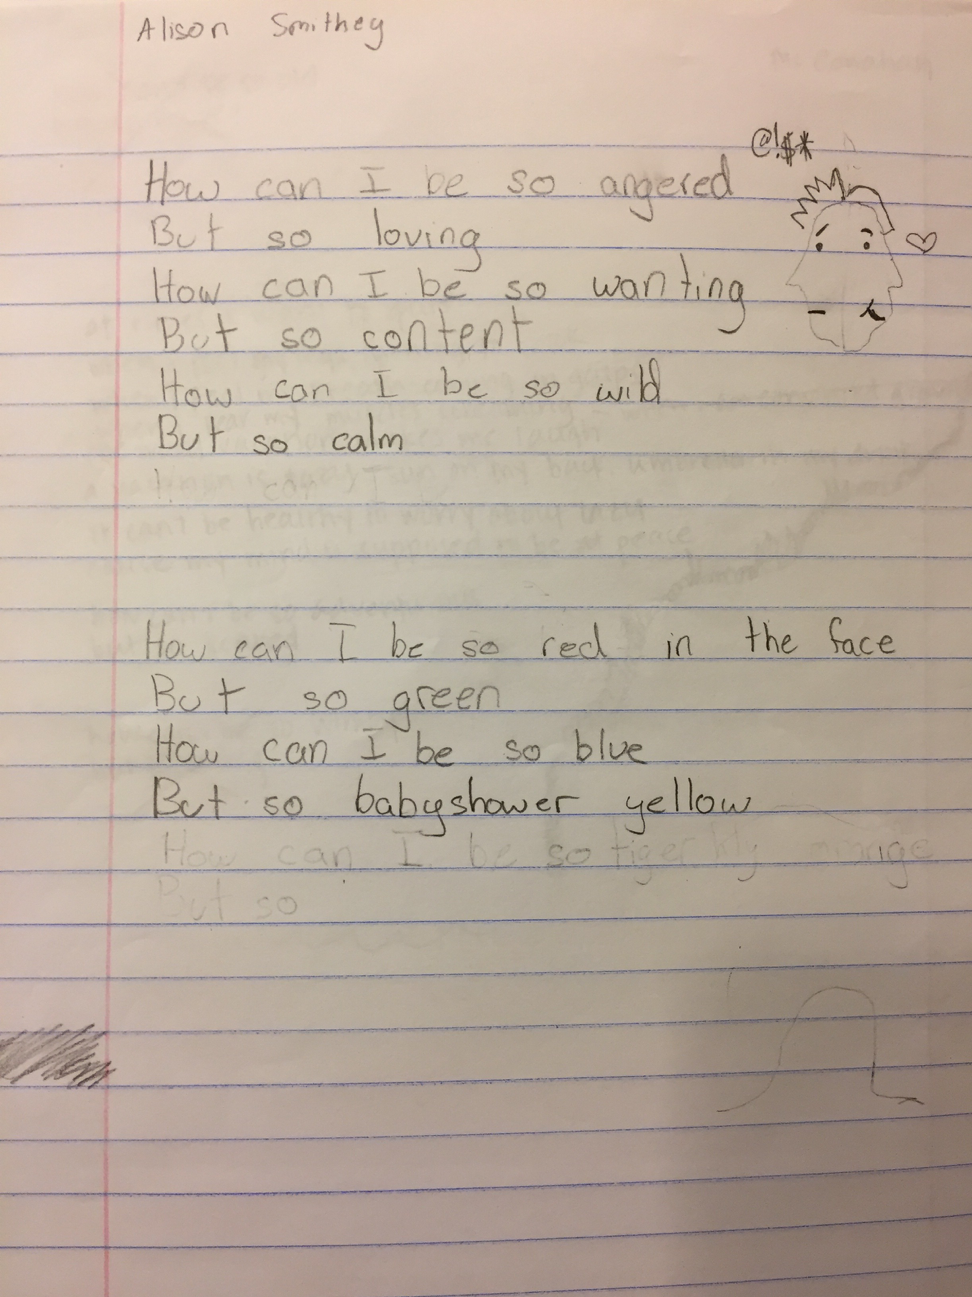 Alison Smithey
@!$*
How can I be so angered
But so loving
How can I be so wanting
But so content
How can I be so wild
But so calm
How can I be so red in the face
But so green
How can I be so blue
But so babyshower yellow
How can I be so tiger lily orange
But so